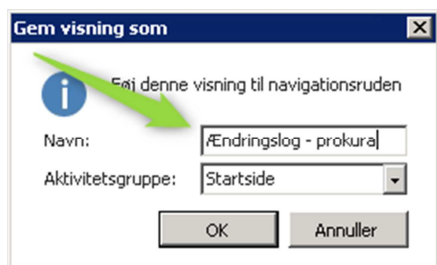 Gem visning som
Føj denne visning til navigationsruden
Navn: Ændringslog - prokura
Aktivitetsgruppe: Startside
OK Annuller